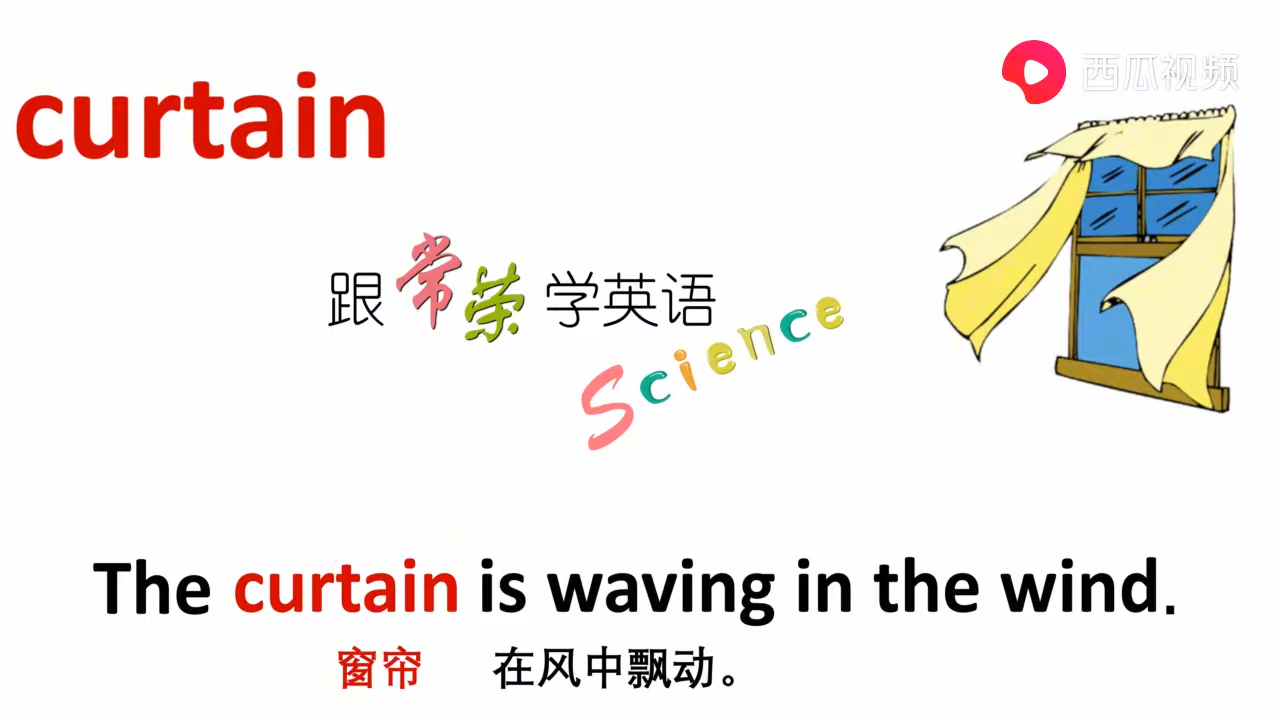 西瓜视频
curtain
跟常荣学英语
Science
The curtain is waving in the wind.
窗帘 在风中飘动。